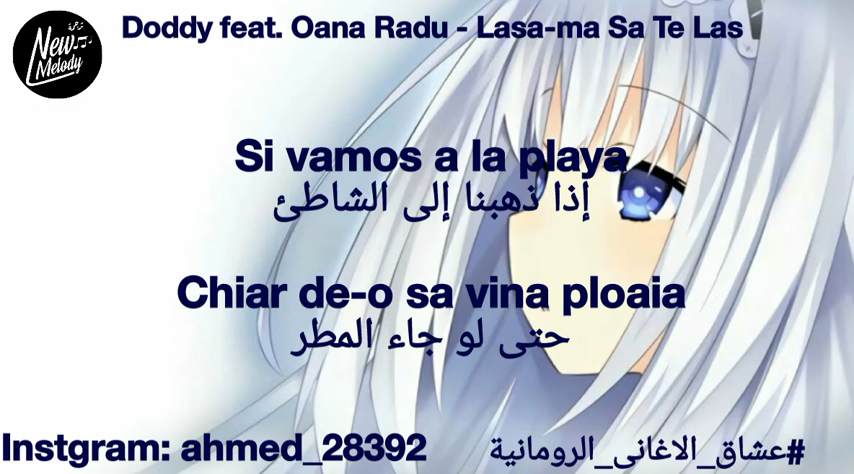 ترجمة
New
Melody
Doddy feat. Oana Radu - Lasa-ma Sa Te Las
Si vamos a la playa
إذا ذهبنا إلى الشاطئ
Chiar de-o sa vina ploaia
حتى لو جاء المطر
Instgram: ahmed_28392
#عشاق_الاغانى_الرومانية